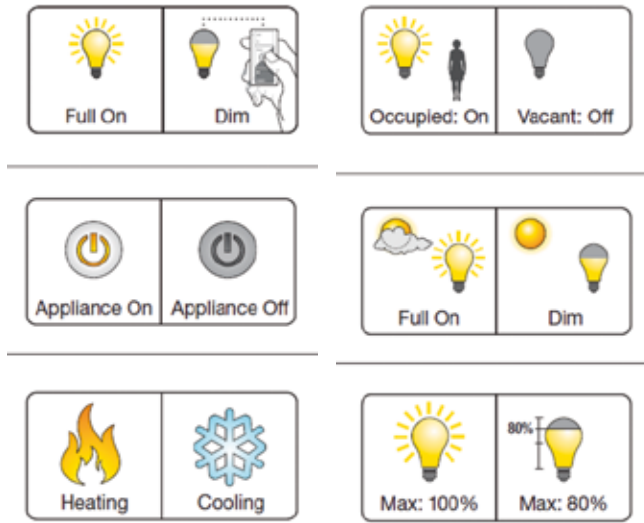 Full On
Dim
Occupied: On
Vacant: Off
Appliance On
Appliance Off
Full On
Dim
Heating
Cooling
80%
Max: 100%
Max: 80%